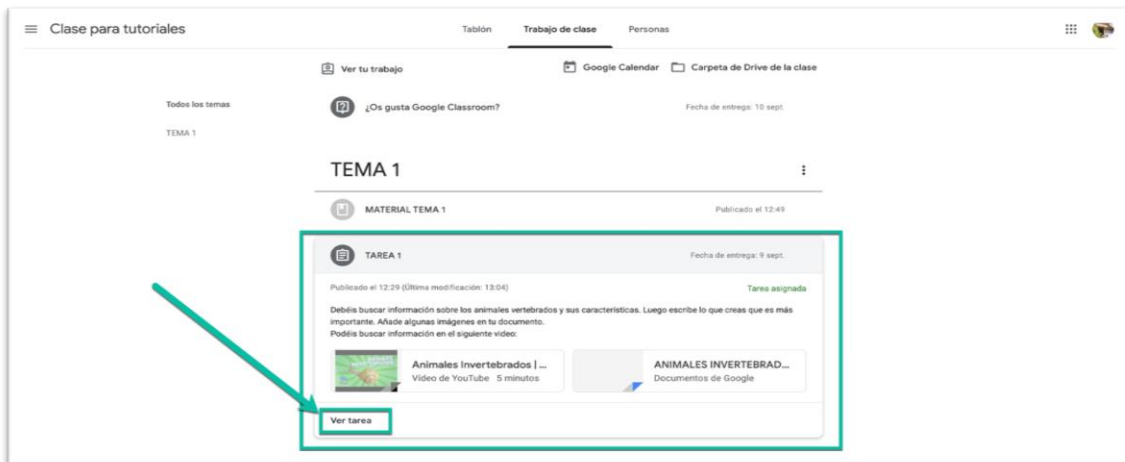 Clase para tutoriales
Tablón Trabajo de clase Personas
Ver tu trabajo Google Calendar Carpeta de Drive de la clase
Todos los temas
TEMA 1
¿Os gusta Google Classroom? Fecha de entrega: 10 sept.
TEMA 1
MATERIAL TEMA 1 Publicado el 12:49
TAREA 1 Fecha de entrega: 9 sept.
Publicado el 12:29 (Última modificación: 13:04) Tarea asignada
Debéis buscar información sobre los animales vertebrados y sus características. Luego escribe lo que creas que es más
importante. Añade algunas imágenes en tu documento.
Podéis buscar información en el siguiente video:
Animales Invertebrados | ...
Vídeo de YouTube 5 minutos
ANIMALES INVERTEBRAD...
Documentos de Google
Ver tarea